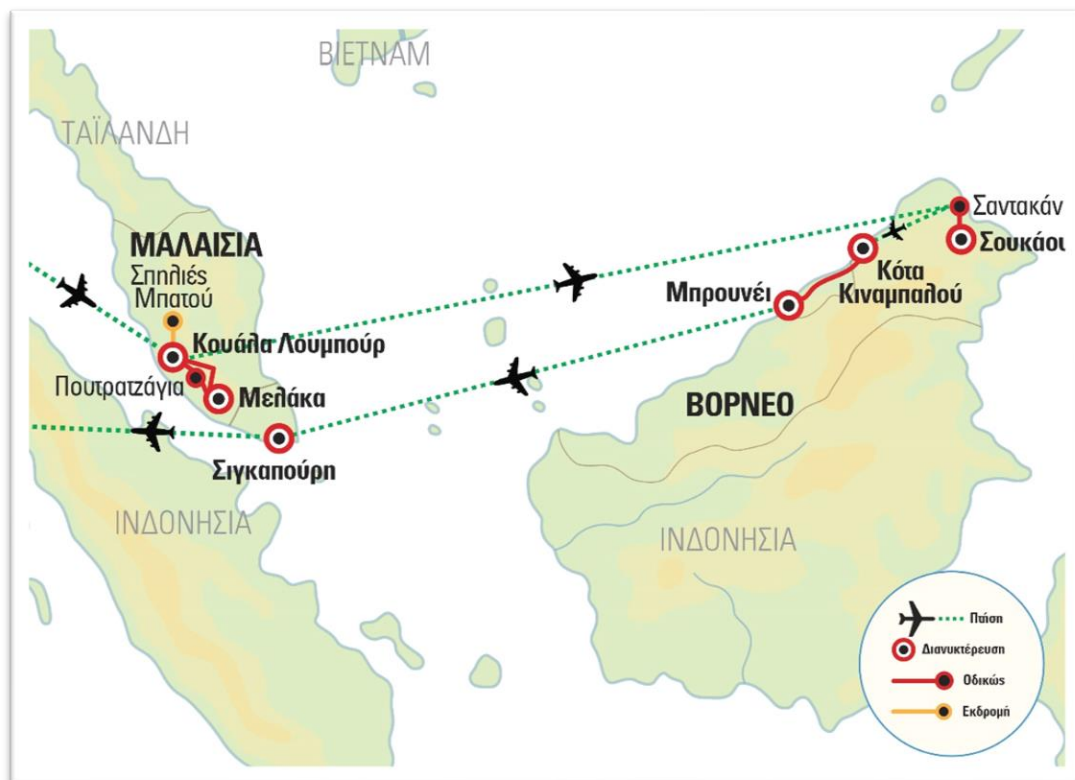 ΒΙΕΤΝΑΜ
ΤΑΪΛΑΝΔΗ
ΜΑΛΑΙΣΙΑ
Σπηλιές
Μπατού
Κουάλα Λουμπούρ
Πουτρατζάγια
Μελάκα
Σιγκαπούρη
ΙΝΔΟΝΗΣΙΑ
Σαντακάν
Σουκάοι
Κότα
Κιναμπαλού
Μπρουνέι
ΒΟΡΝΕΟ
ΙΝΔΟΝΗΣΙΑ
Πτήση
Διανυκτέρευση
Οδικώς
Εκδρομή